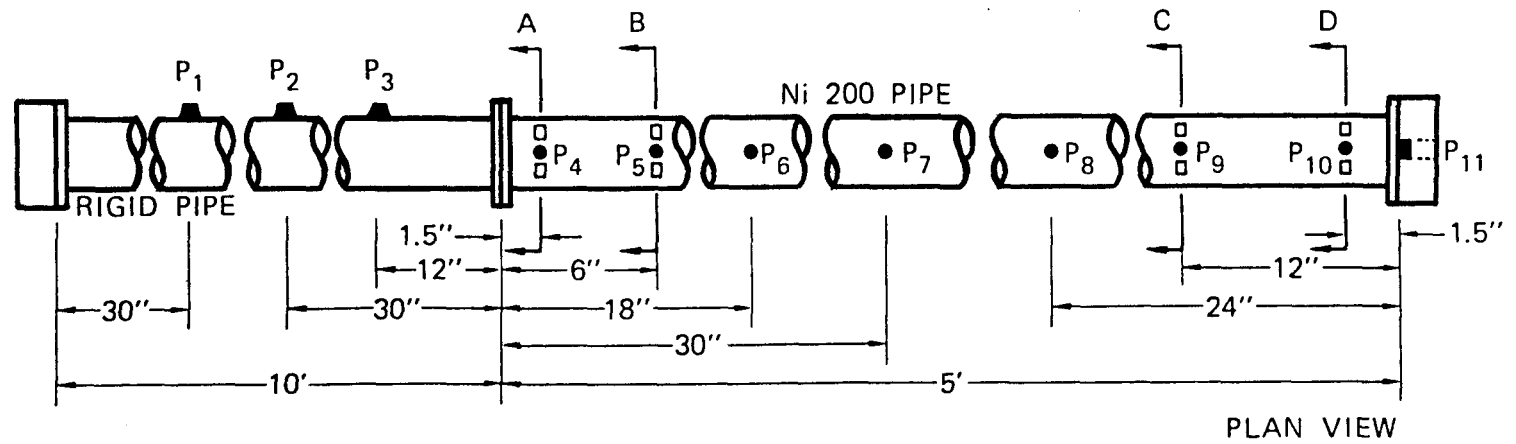 A B C D
P1 P2 P3
Ni 200 PIPE
P4 P5 P6 P7 P8 P9 P10 P11
RIGID PIPE
1.5″ 1.5″
12″ 6″ 12″
30″ 30″ 18″ 24″
30″
10′ 5′
PLAN VIEW